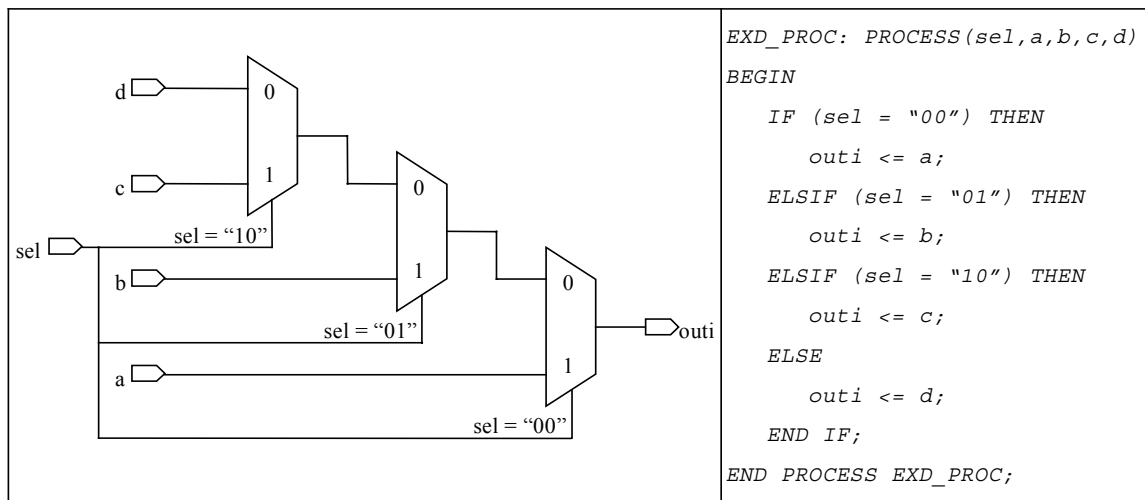 d
0
c
1
sel = “10”
sel
0
b
1
sel = “01”
0
outi
a
1
sel = “00”
EXD_PROC: PROCESS(sel,a,b,c,d)
BEGIN
IF (sel = “00”) THEN
outi <= a;
ELSIF (sel = “01”) THEN
outi <= b;
ELSIF (sel = “10”) THEN
outi <= c;
ELSE
outi <= d;
END IF;
END PROCESS EXD_PROC;